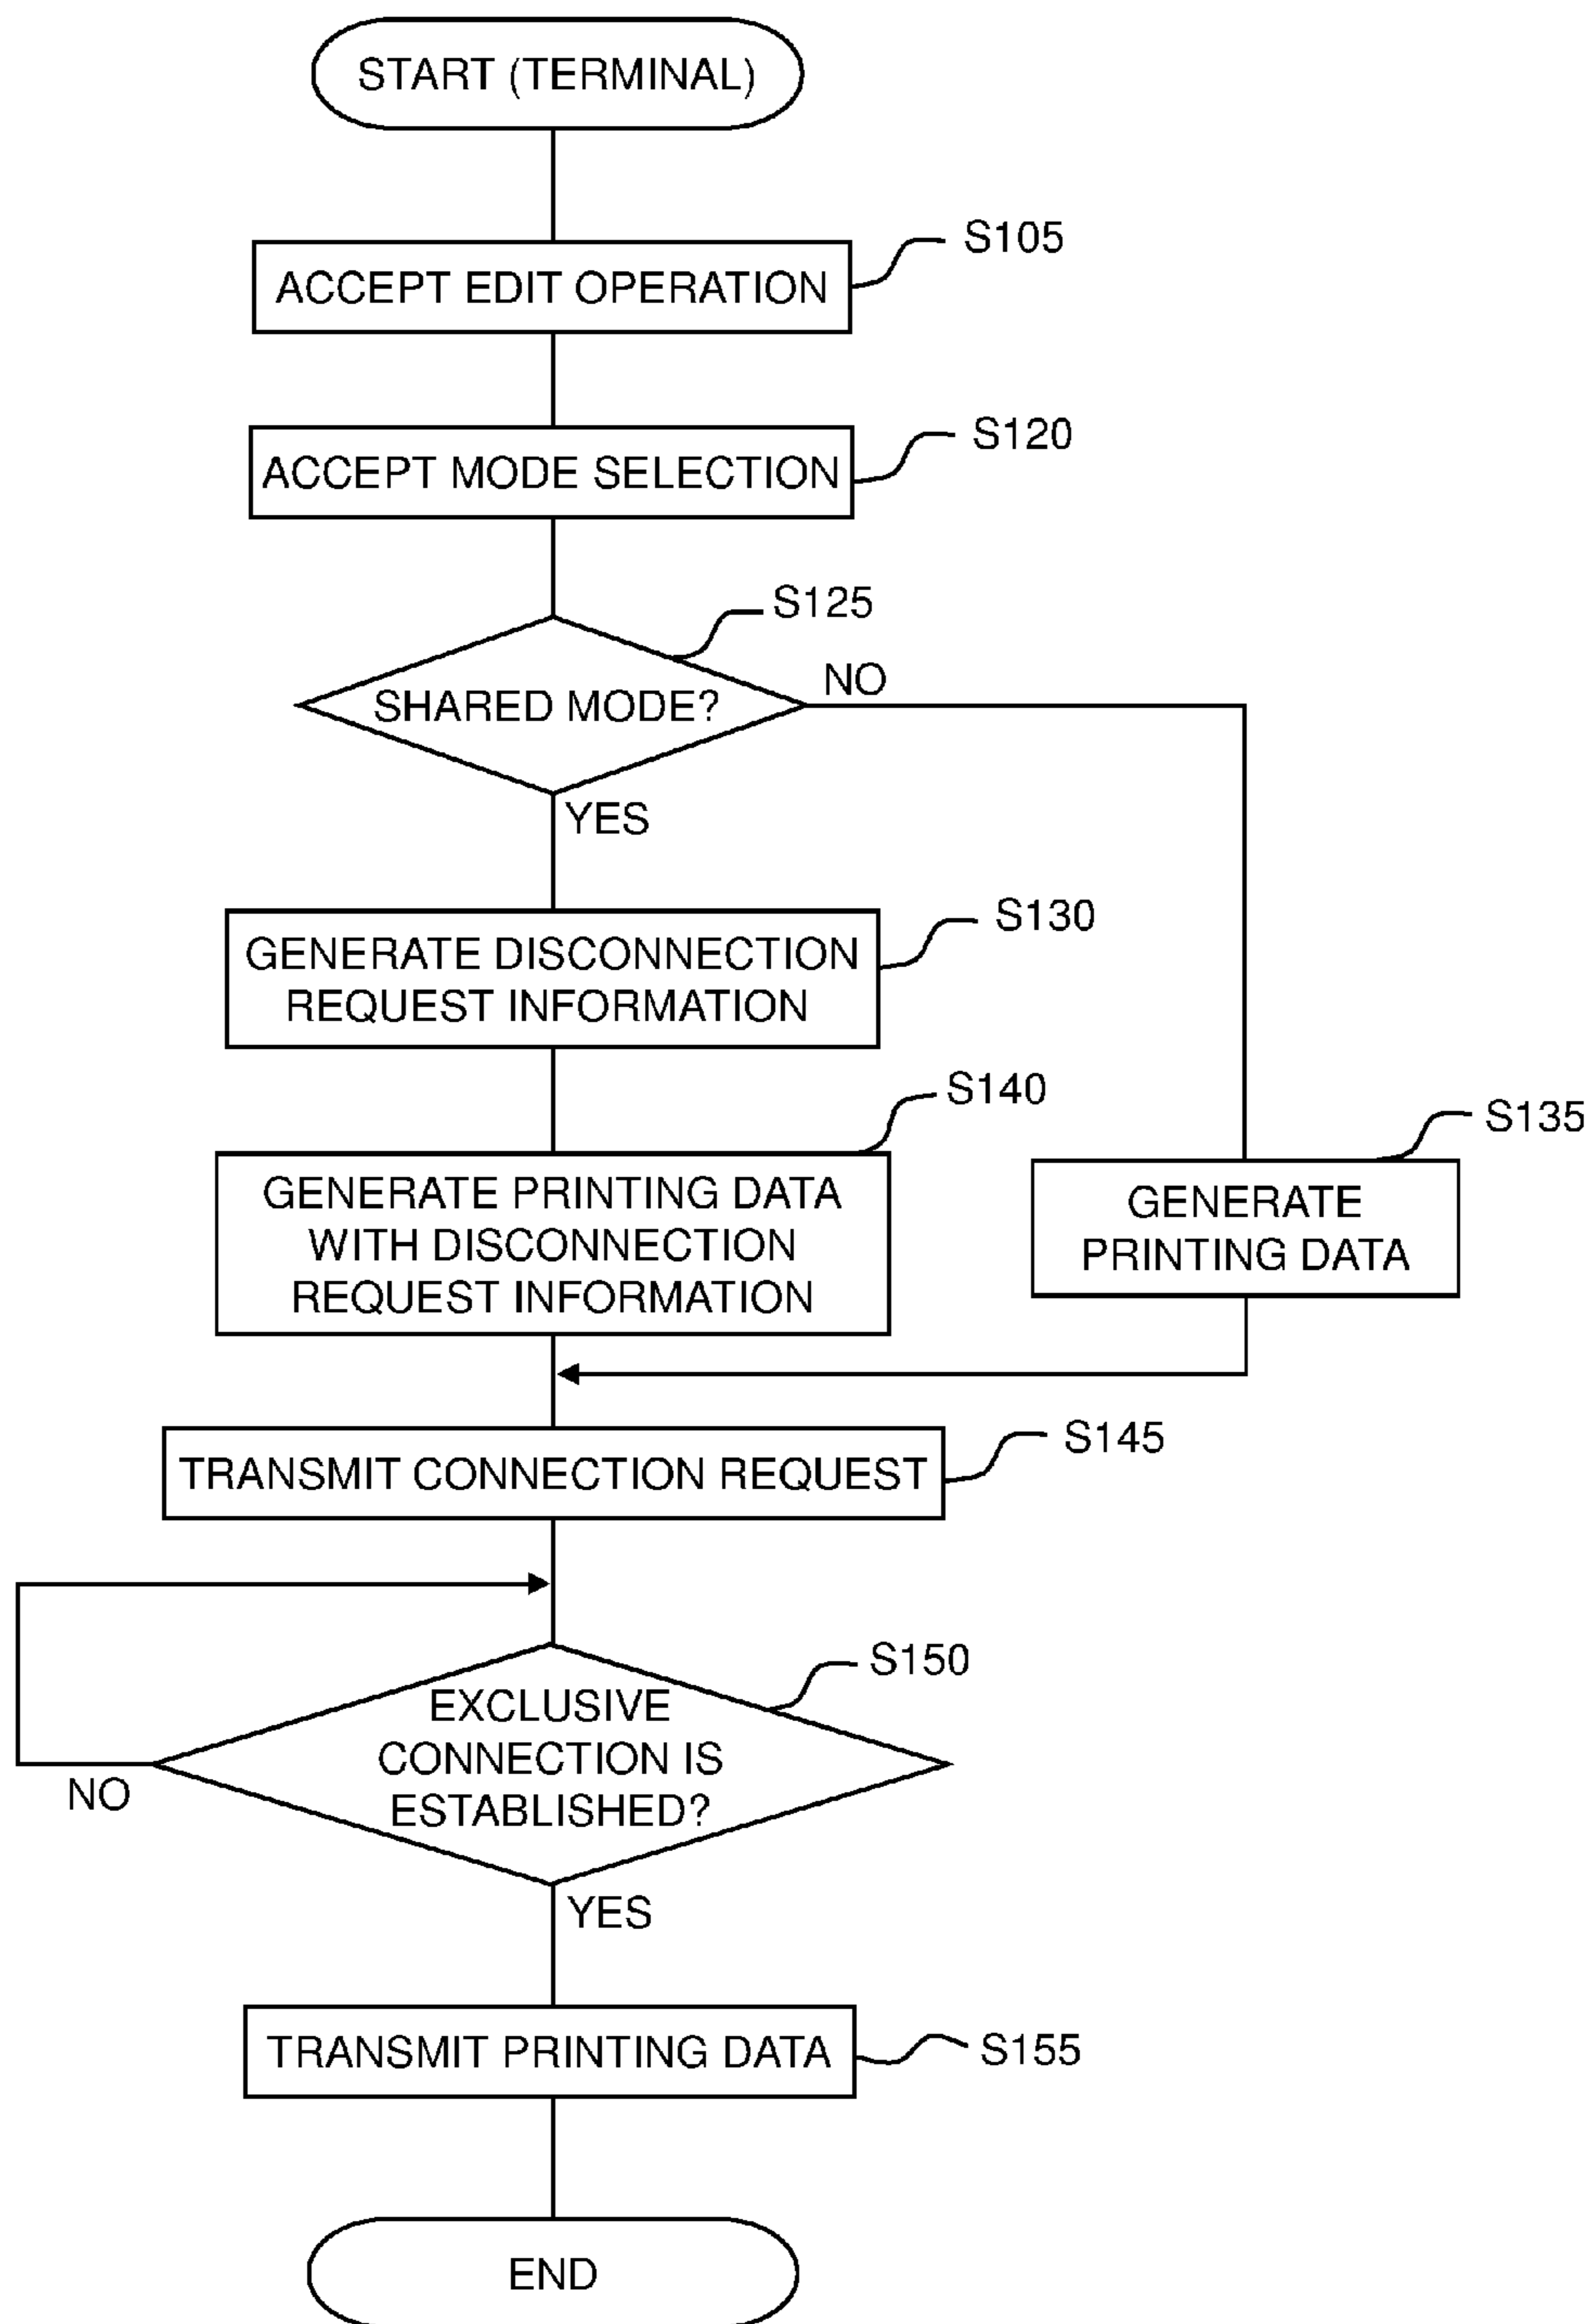 START (TERMINAL)
S105
ACCEPT EDIT OPERATION
S120
ACCEPT MODE SELECTION
S125
SHARED MODE?
NO
YES
S130
GENERATE DISCONNECTION
REQUEST INFORMATION
S140
GENERATE PRINTING DATA
WITH DISCONNECTION
REQUEST INFORMATION
S135
GENERATE
PRINTING DATA
S145
TRANSMIT CONNECTION REQUEST
S150
EXCLUSIVE
CONNECTION IS
ESTABLISHED?
NO
YES
S155
TRANSMIT PRINTING DATA
END